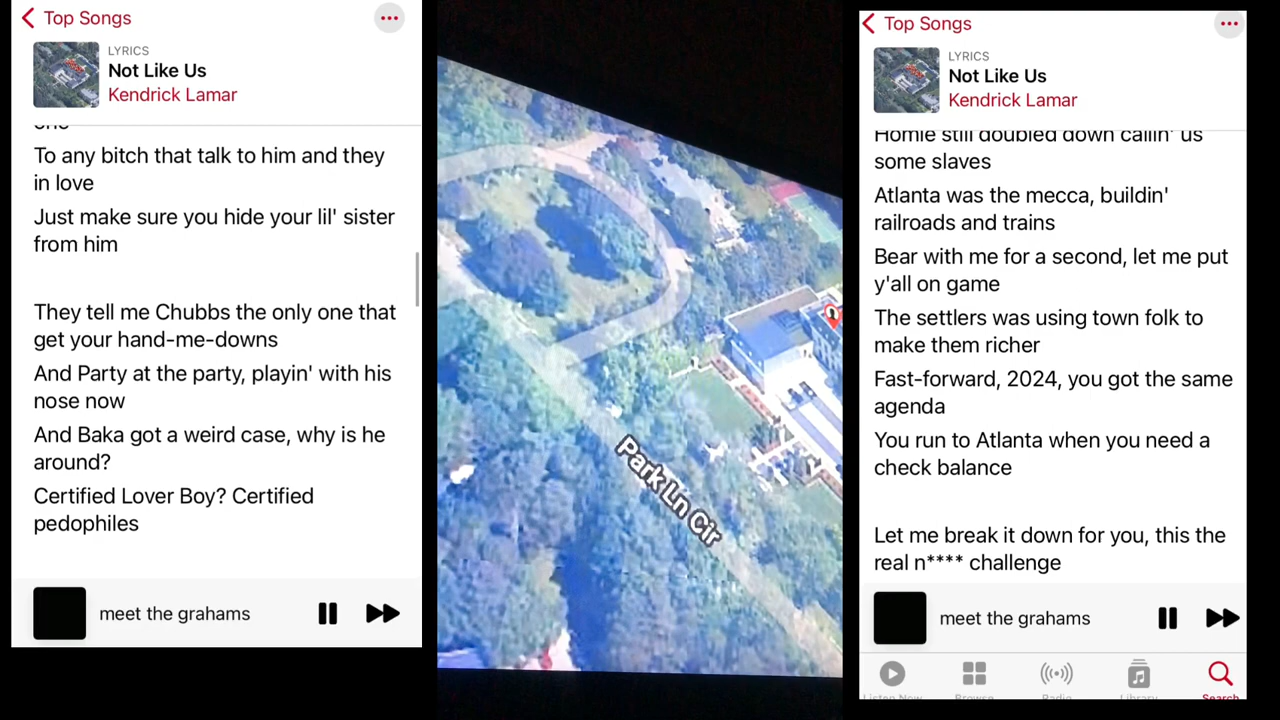 Top Songs
LYRICS
Not Like Us
Kendrick Lamar
one
To any bitch that talk to him and they
in love
Just make sure you hide your lil' sister
from him
They tell me Chubbs the only one that
get your hand-me-downs
And Party at the party, playin' with his
nose now
And Baka got a weird case, why is he
around?
Certified Lover Boy? Certified
pedophiles
meet the grahams
Park Ln Cir
Top Songs
LYRICS
Not Like Us
Kendrick Lamar
Homie still doubled down callin' us
some slaves
Atlanta was the mecca, buildin'
railroads and trains
Bear with me for a second, let me put
y'all on game
The settlers was using town folk to
make them richer
Fast-forward, 2024, you got the same
agenda
You run to Atlanta when you need a
check balance
Let me break it down for you, this the
real n**** challenge
meet the grahams
Listen Now Browse Radio Library Search